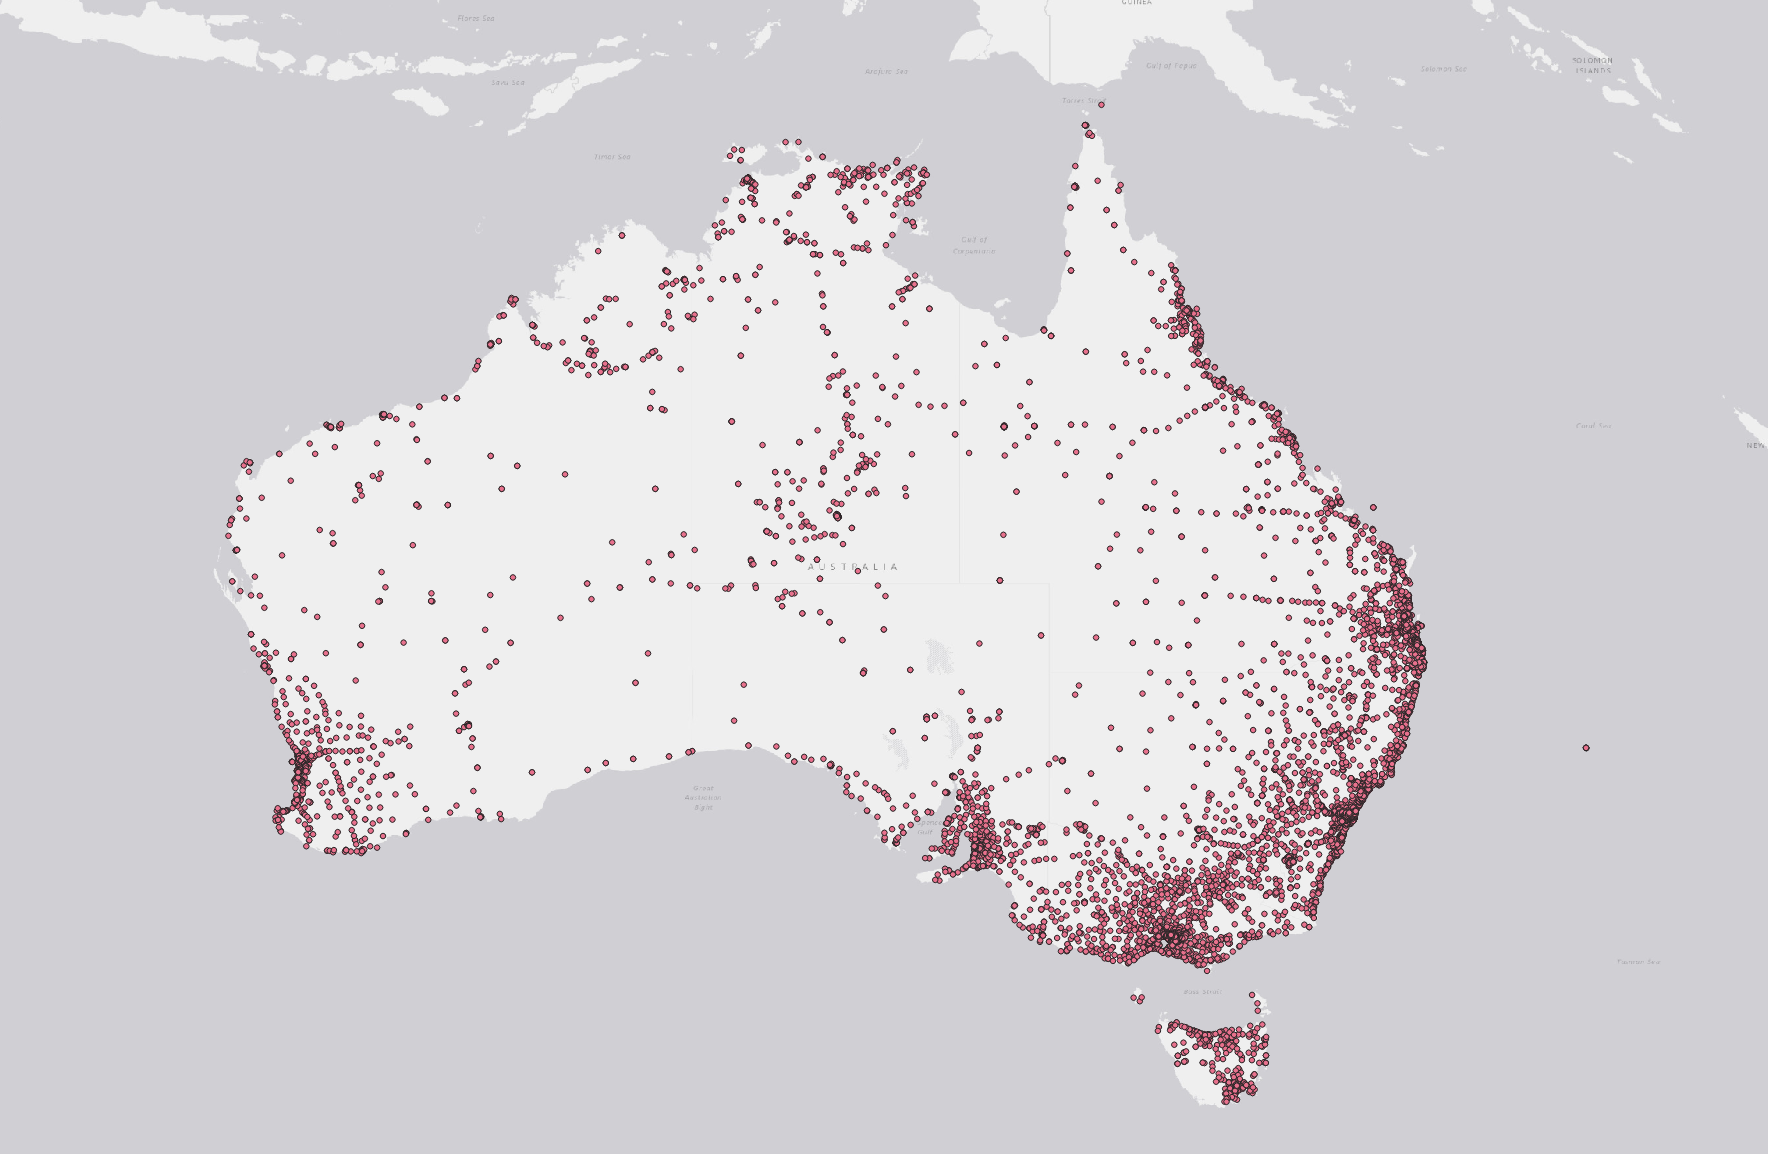 GUINEA
Flores Sea
Savu Sea
Arafura Sea
Gulf of Papua
Solomon Sea
SOLOMON
ISLANDS
Torres Strait
Timor Sea
Gulf of
Carpentaria
Coral Sea
NEW
AUSTRALIA
Great
Australian
Bight
Spencer
Gulf
Tasman Sea
Bass Strait